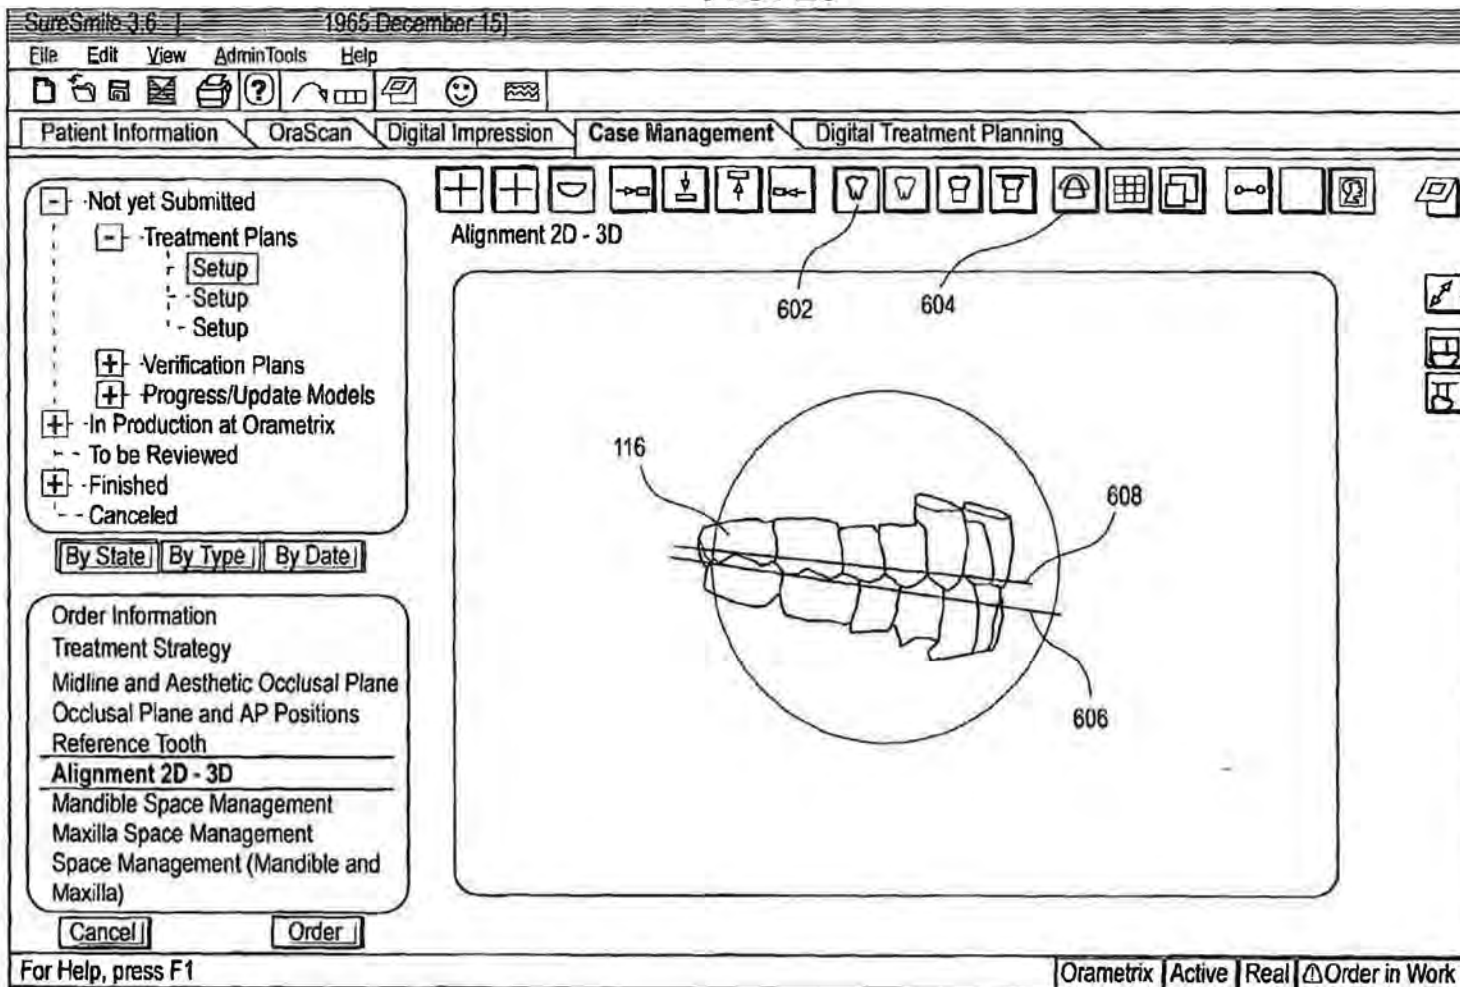 SureSmile 3.6 - [ 1965 December 15]
File Edit View AdminTools Help
Patient Information OraScan Digital Impression Case Management Digital Treatment Planning
Not yet Submitted
Treatment Plans
Setup
Setup
Setup
Verification Plans
Progress/Update Models
In Production at Orametrix
To be Reviewed
Finished
Canceled
By State By Type By Date
Order Information
Treatment Strategy
Midline and Aesthetic Occlusal Plane
Occlusal Plane and AP Positions
Reference Tooth
Alignment 2D - 3D
Mandible Space Management
Maxilla Space Management
Space Management (Mandible and
Maxilla)
Cancel Order
Alignment 2D - 3D
602
604
116
608
606
For Help, press F1
Orametrix Active Real Order in Work